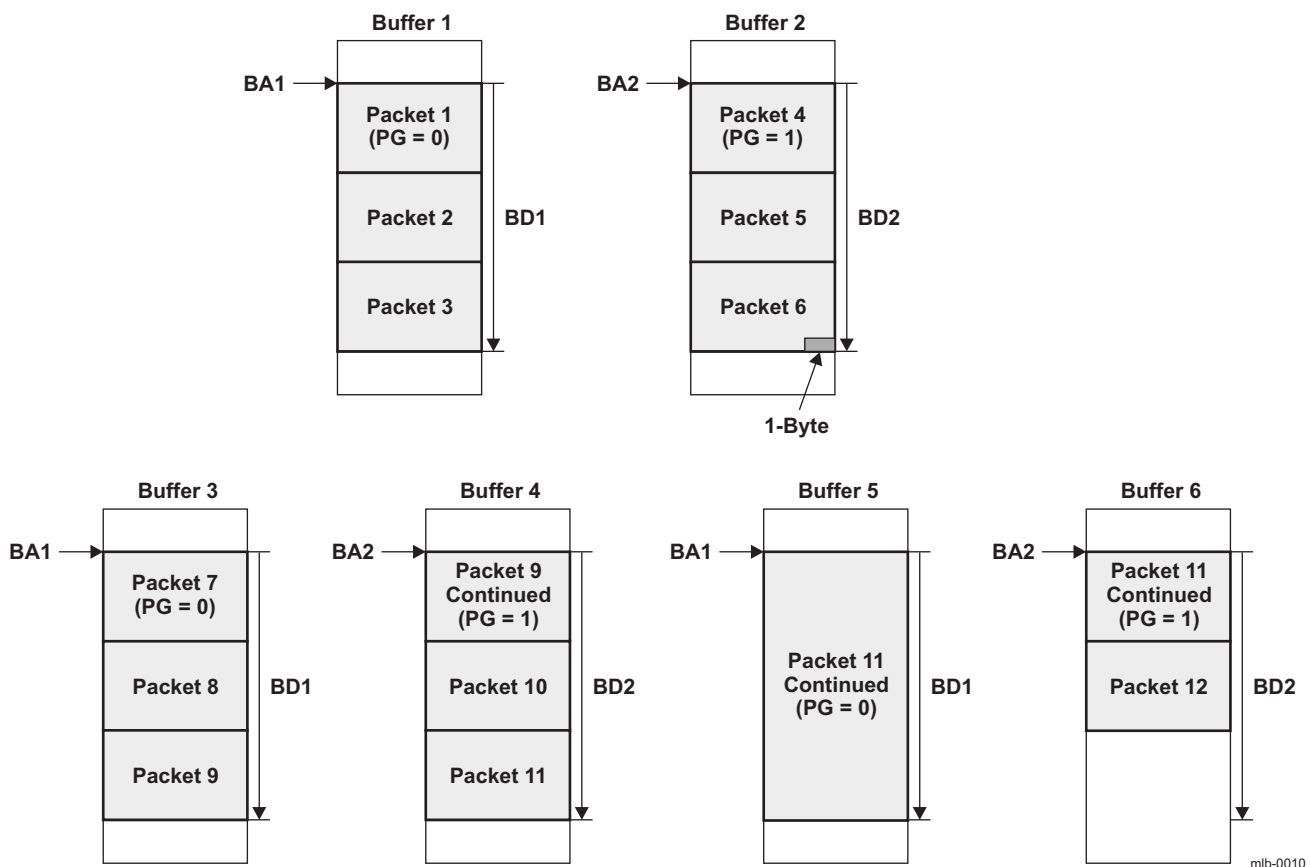 Buffer 1
BA1
Packet 1
(PG = 0)
Packet 2
BD1
Packet 3
Buffer 2
BA2
Packet 4
(PG = 1)
Packet 5
BD2
Packet 6
1-Byte
Buffer 3
BA1
Packet 7
(PG = 0)
Packet 8
BD1
Packet 9
Buffer 4
BA2
Packet 9
Continued
(PG = 1)
Packet 10
BD2
Packet 11
Buffer 5
BA1
Packet 11
Continued
(PG = 0)
BD1
Buffer 6
BA2
Packet 11
Continued
(PG = 1)
Packet 12
BD2
mlb-0010